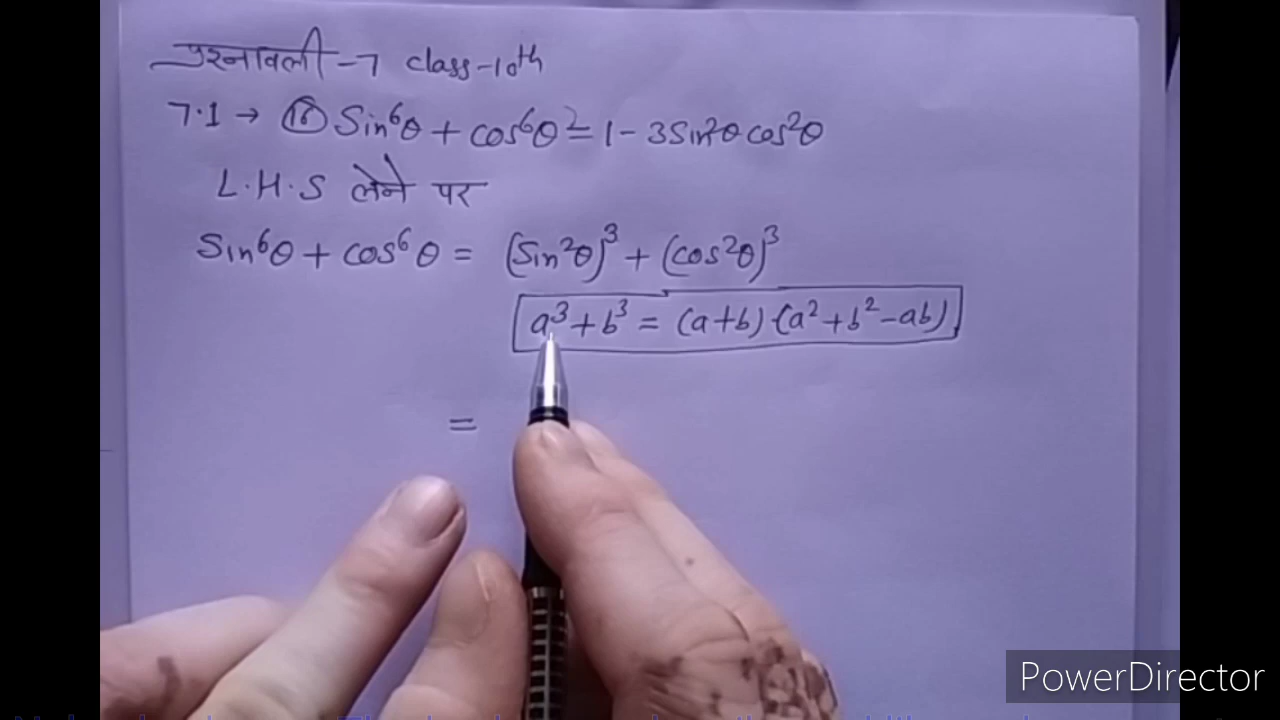 प्रश्नावली-7 class-10th
7.1 → ⑯ Sin⁶θ + cos⁶θ = 1 - 3Sin²θ cos²θ
L.H.S लेने पर
Sin⁶θ + cos⁶θ = (Sin²θ)³ + (cos²θ)³
a³ + b³ = (a+b) (a² + b² - ab)
=
PowerDirector